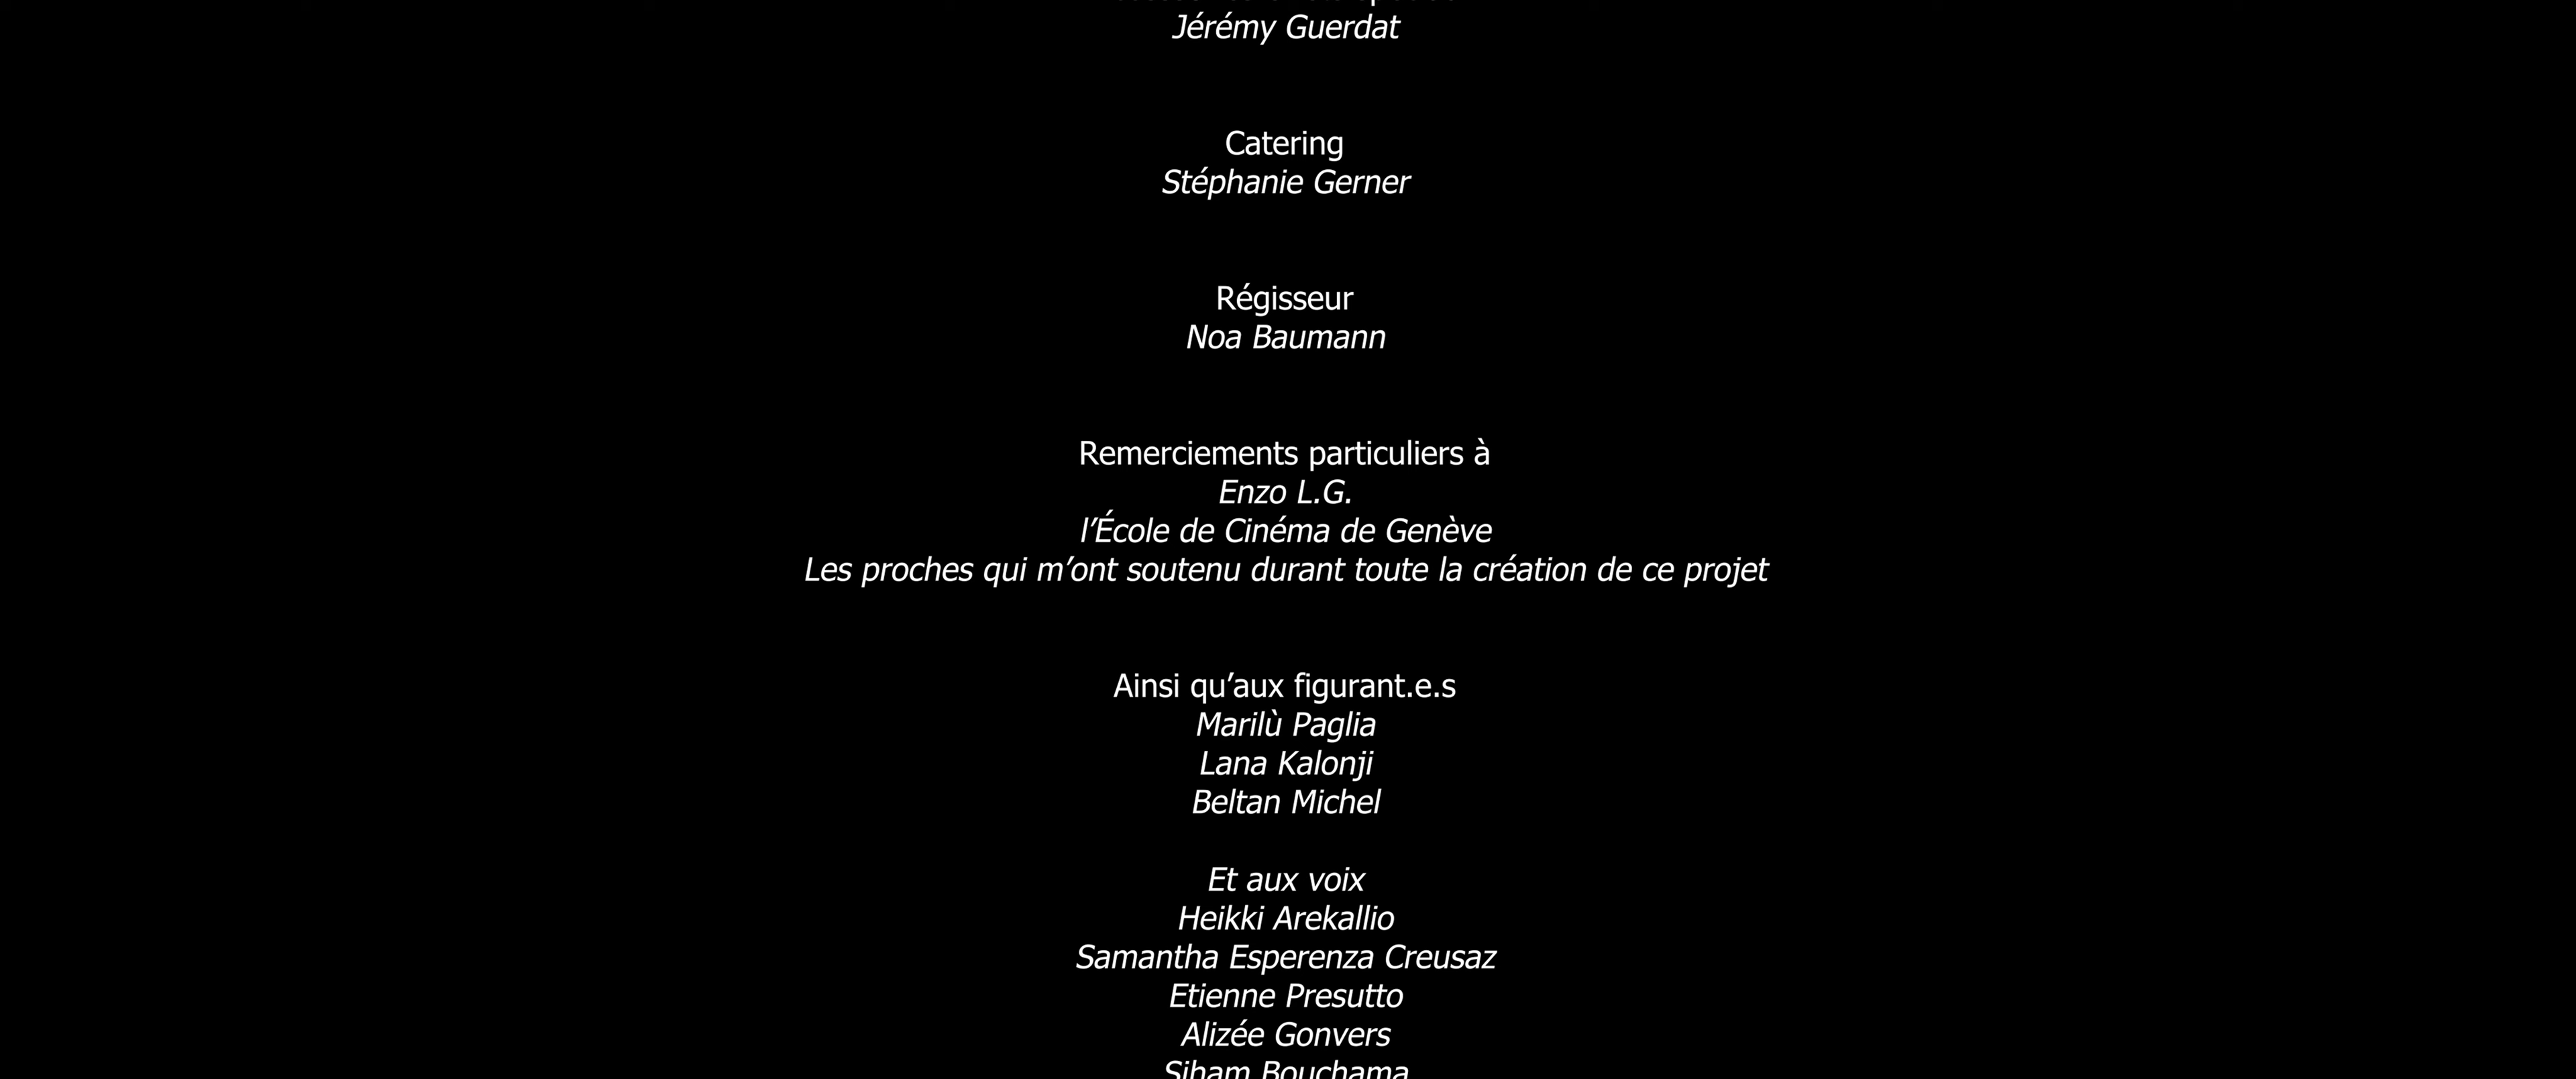 Jérémy Guerdat
Catering
Stéphanie Gerner
Régisseur
Noa Baumann
Remerciements particuliers à
Enzo L.G.
l’École de Cinéma de Genève
Les proches qui m’ont soutenu durant toute la création de ce projet
Ainsi qu’aux figurant.e.s
Marilù Paglia
Lana Kalonji
Beltan Michel
Et aux voix
Heikki Arekallio
Samantha Esperenza Creusaz
Etienne Presutto
Alizée Gonvers
Siham Bouchama